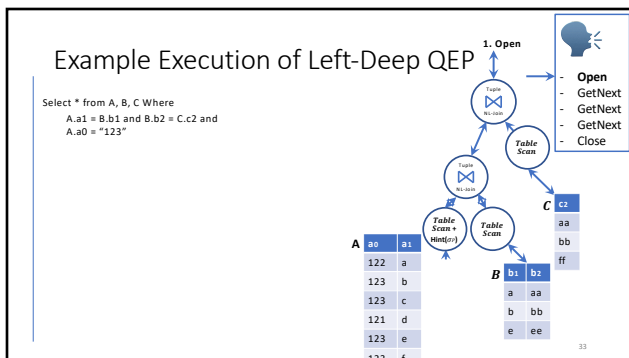 Example Execution of Left-Deep QEP
1. Open
- Open
- GetNext
- GetNext
- GetNext
- Close
Select * from A, B, C Where
A.a1 = B.b1 and B.b2 = C.c2 and
A.a0 = “123”
Tuple
NL-Join
Table
Scan
Tuple
NL-Join
Table
Scan +
Hint(σP)
Table
Scan
C
c2
aa
bb
ff
A
a0 a1
122 a
123 b
123 c
121 d
123 e
B
b1 b2
a aa
b bb
e ee
33